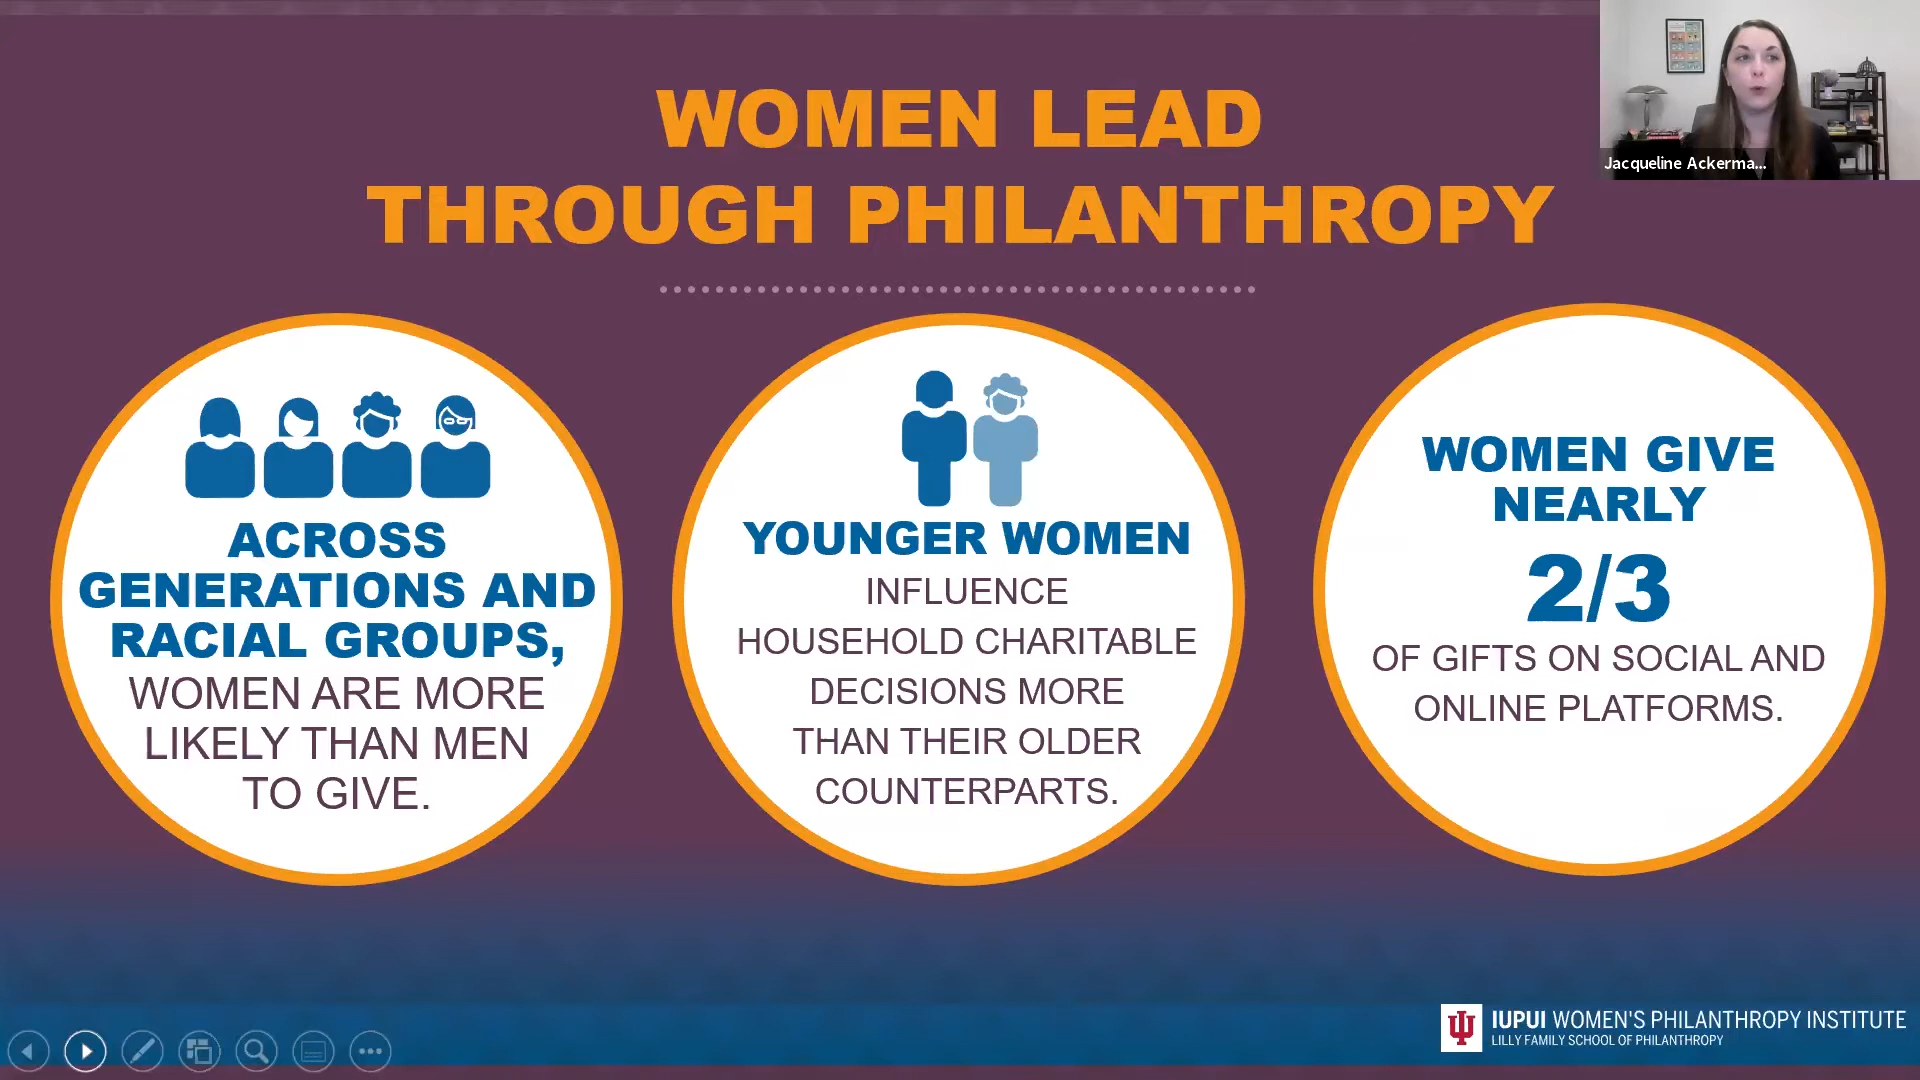 WOMEN LEAD
THROUGH PHILANTHROPY
Jacqueline Ackerma...
ACROSS
GENERATIONS AND
RACIAL GROUPS,
WOMEN ARE MORE
LIKELY THAN MEN
TO GIVE.
YOUNGER WOMEN
INFLUENCE
HOUSEHOLD CHARITABLE
DECISIONS MORE
THAN THEIR OLDER
COUNTERPARTS.
WOMEN GIVE
NEARLY
2/3
OF GIFTS ON SOCIAL AND
ONLINE PLATFORMS.
IUPUI WOMEN'S PHILANTHROPY INSTITUTE
LILLY FAMILY SCHOOL OF PHILANTHROPY